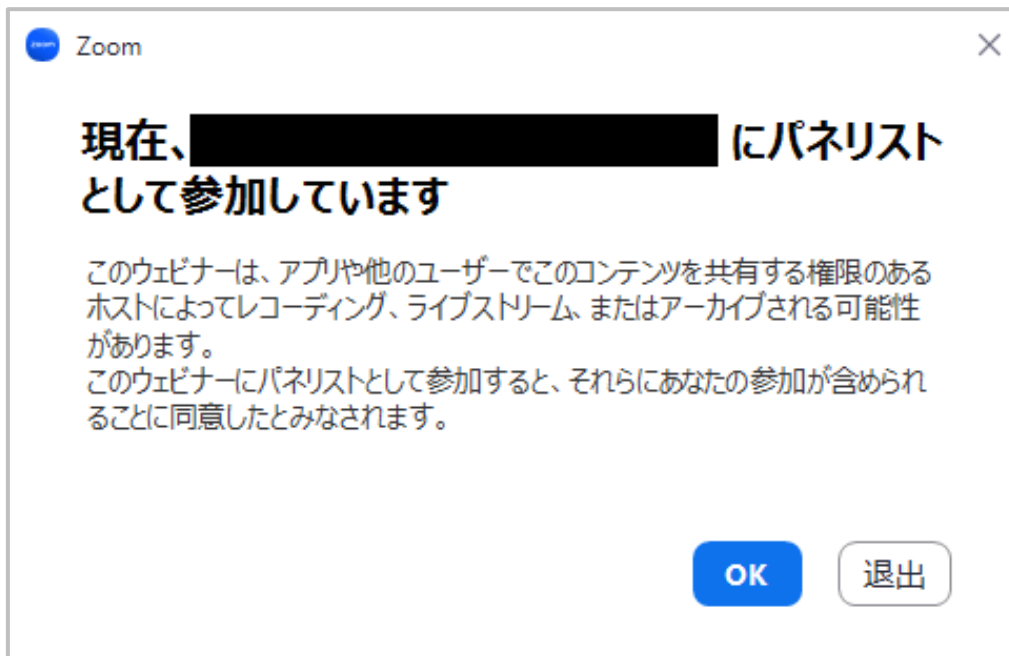 Zoom
現在、 にパネリスト
として参加しています
このウェビナーは、アプリや他のユーザーでこのコンテンツを共有する権限のある
ホストによってレコーディング、ライブストリーム、またはアーカイブされる可能性
があります。
このウェビナーにパネリストとして参加すると、それらにあなたの参加が含められ
ることに同意したとみなされます。
OK 退出